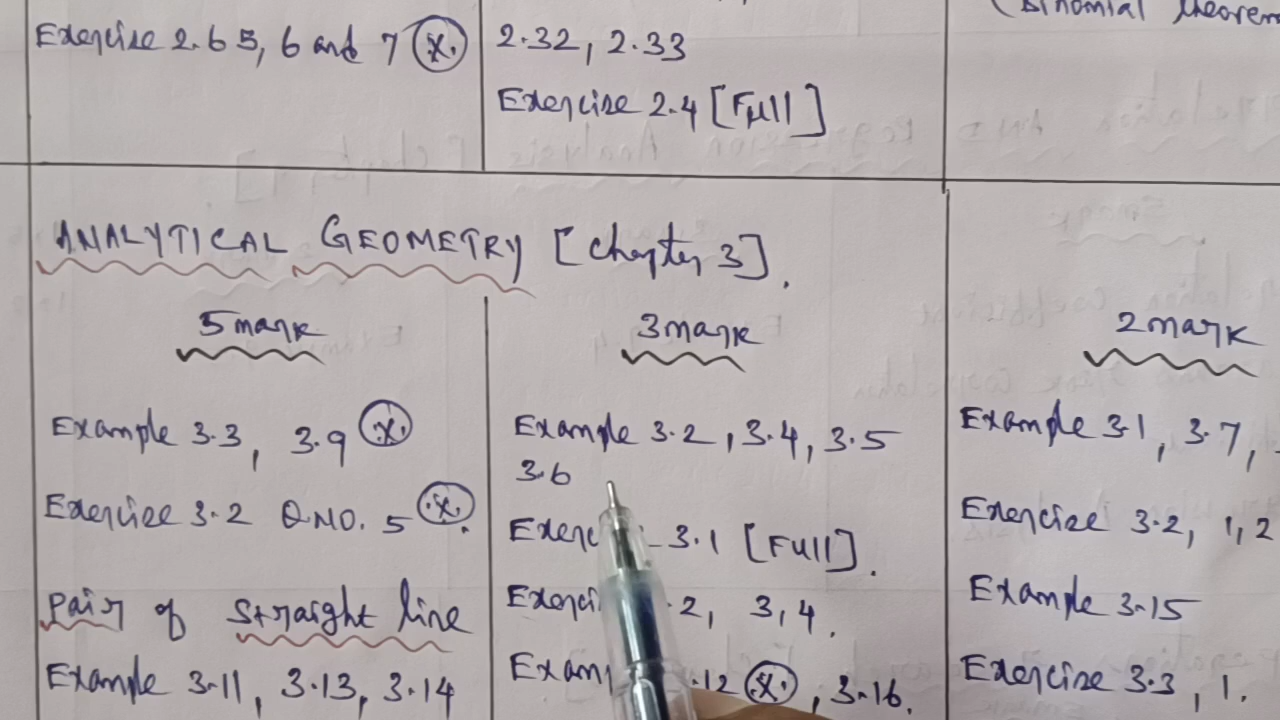 (Binomial theorem
Exercise 2.6 5, 6 and 7 (※)
2.32, 2.33
Exercise 2.4 [Full]
ANALYTICAL GEOMETRY [Chapter 3].
5 mark
Example 3.3, 3.9 (※)
Exercise 3.2 Q.NO. 5 (※).
Pair of Straight line
Example 3.11, 3.13, 3.14
3 mark
Example 3.2, 3.4, 3.5
3.6
3.1 [Full].
2, 3, 4.
12 (※), 3.16.
2 mark
Example 3.1, 3.7,
Exercise 3.2, 1, 2
Example 3.15
Exercise 3.3, 1.